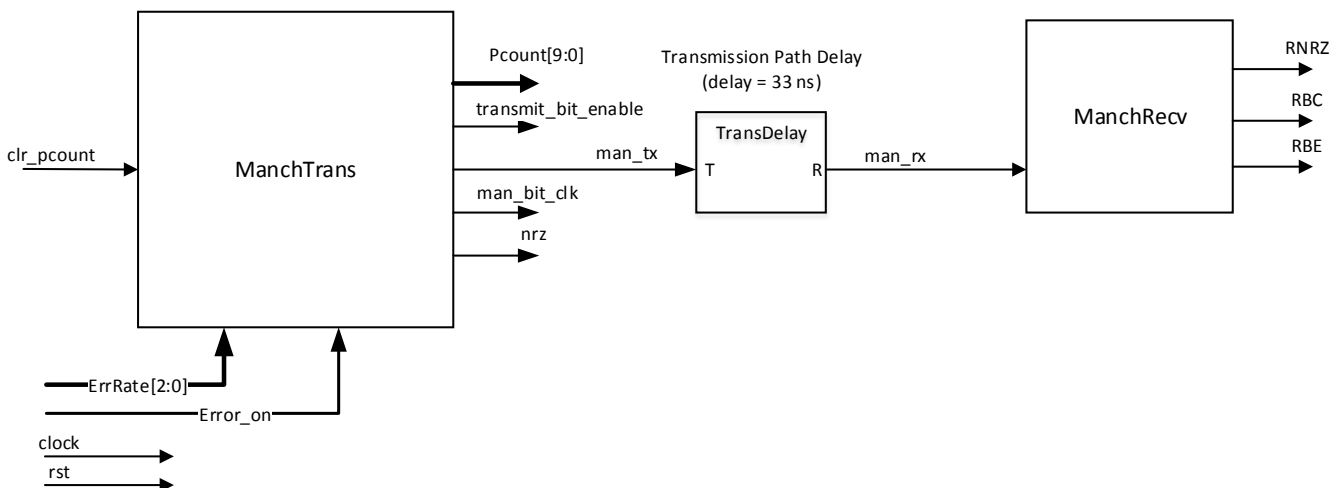 Pcount[9:0]
transmit_bit_enable
clr_pcount
ManchTrans
man_tx
man_bit_clk
nrz
Transmission Path Delay
(delay = 33 ns)
TransDelay
T
R
man_rx
ManchRecv
RNRZ
RBC
RBE
ErrRate[2:0]
Error_on
clock
rst